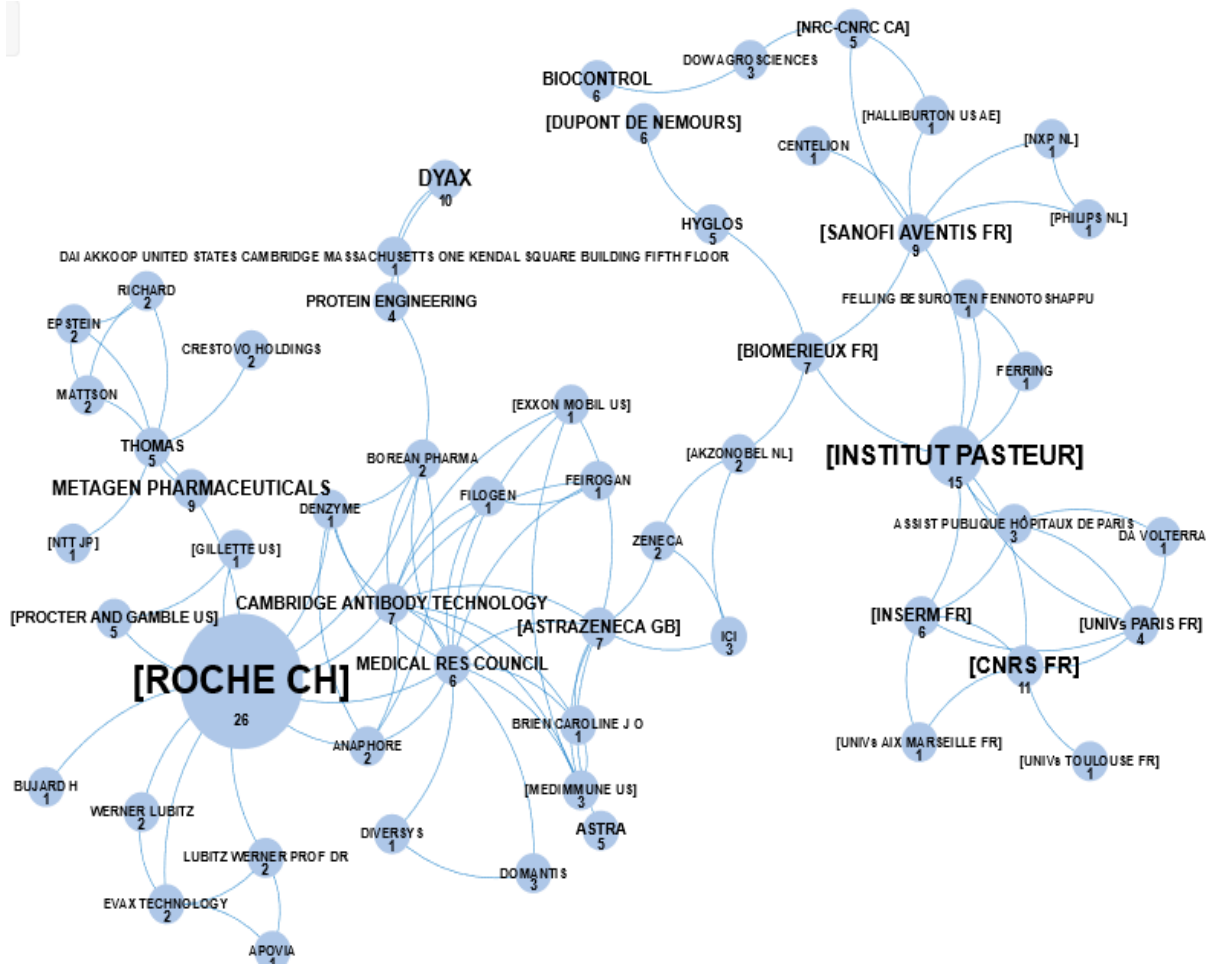 [NRC-CNRC CA]
5
DOWAGROSCIENCES
3
BIOCONTROL
6
[DUPONT DE NEMOURS]
6
[HALLIBURTON US AE]
1
CENTELION
1
[NXP NL]
1
DYAX
10
[PHILIPS NL]
1
HYGLOS
5
[SANOFI AVENTIS FR]
9
DAI AKKOOP UNITED STATES CAMBRIDGE MASSACHUSETTS ONE KENDAL SQUARE BUILDING FIFTH FLOOR
1
RICHARD
2
PROTEIN ENGINEERING
4
FELLING BE SUROTEN FENNOTO SHAPPU
1
EPSTEIN
2
CRESTOVO HOLDINGS
2
[BIOMERIEUX FR]
7
FERRING
1
MATTSON
2
[EXXON MOBIL US]
1
THOMAS
5
BOREAN PHARMA
2
[AKZONOBEL NL]
2
[INSTITUT PASTEUR]
15
METAGEN PHARMACEUTICALS
9
DENZYME
1
FILOGEN
1
FEIROGAN
1
ASSIST PUBLIQUE HÔPITAUX DE PARIS
3
DA VOLTERRA
1
[NTT JP]
1
[GILLETTE US]
1
ZENECA
2
[PROCTER AND GAMBLE US]
5
CAMBRIDGE ANTIBODY TECHNOLOGY
7
[ASTRAZENECA GB]
7
ICI
3
[INSERM FR]
6
[UNIVs PARIS FR]
4
[ROCHE CH]
26
MEDICAL RES COUNCIL
6
[CNRS FR]
11
BRIEN CAROLINE J O
1
ANAPHORE
2
[UNIVs AIX MARSEILLE FR]
1
[UNIVs TOULOUSE FR]
1
BUJARD H
1
[MEDIMMUNE US]
3
WERNER LUBITZ
2
DIVERSYS
1
ASTRA
5
LUBITZ WERNER PROF DR
2
DOMANTIS
3
EVAX TECHNOLOGY
2
APOVIA
1